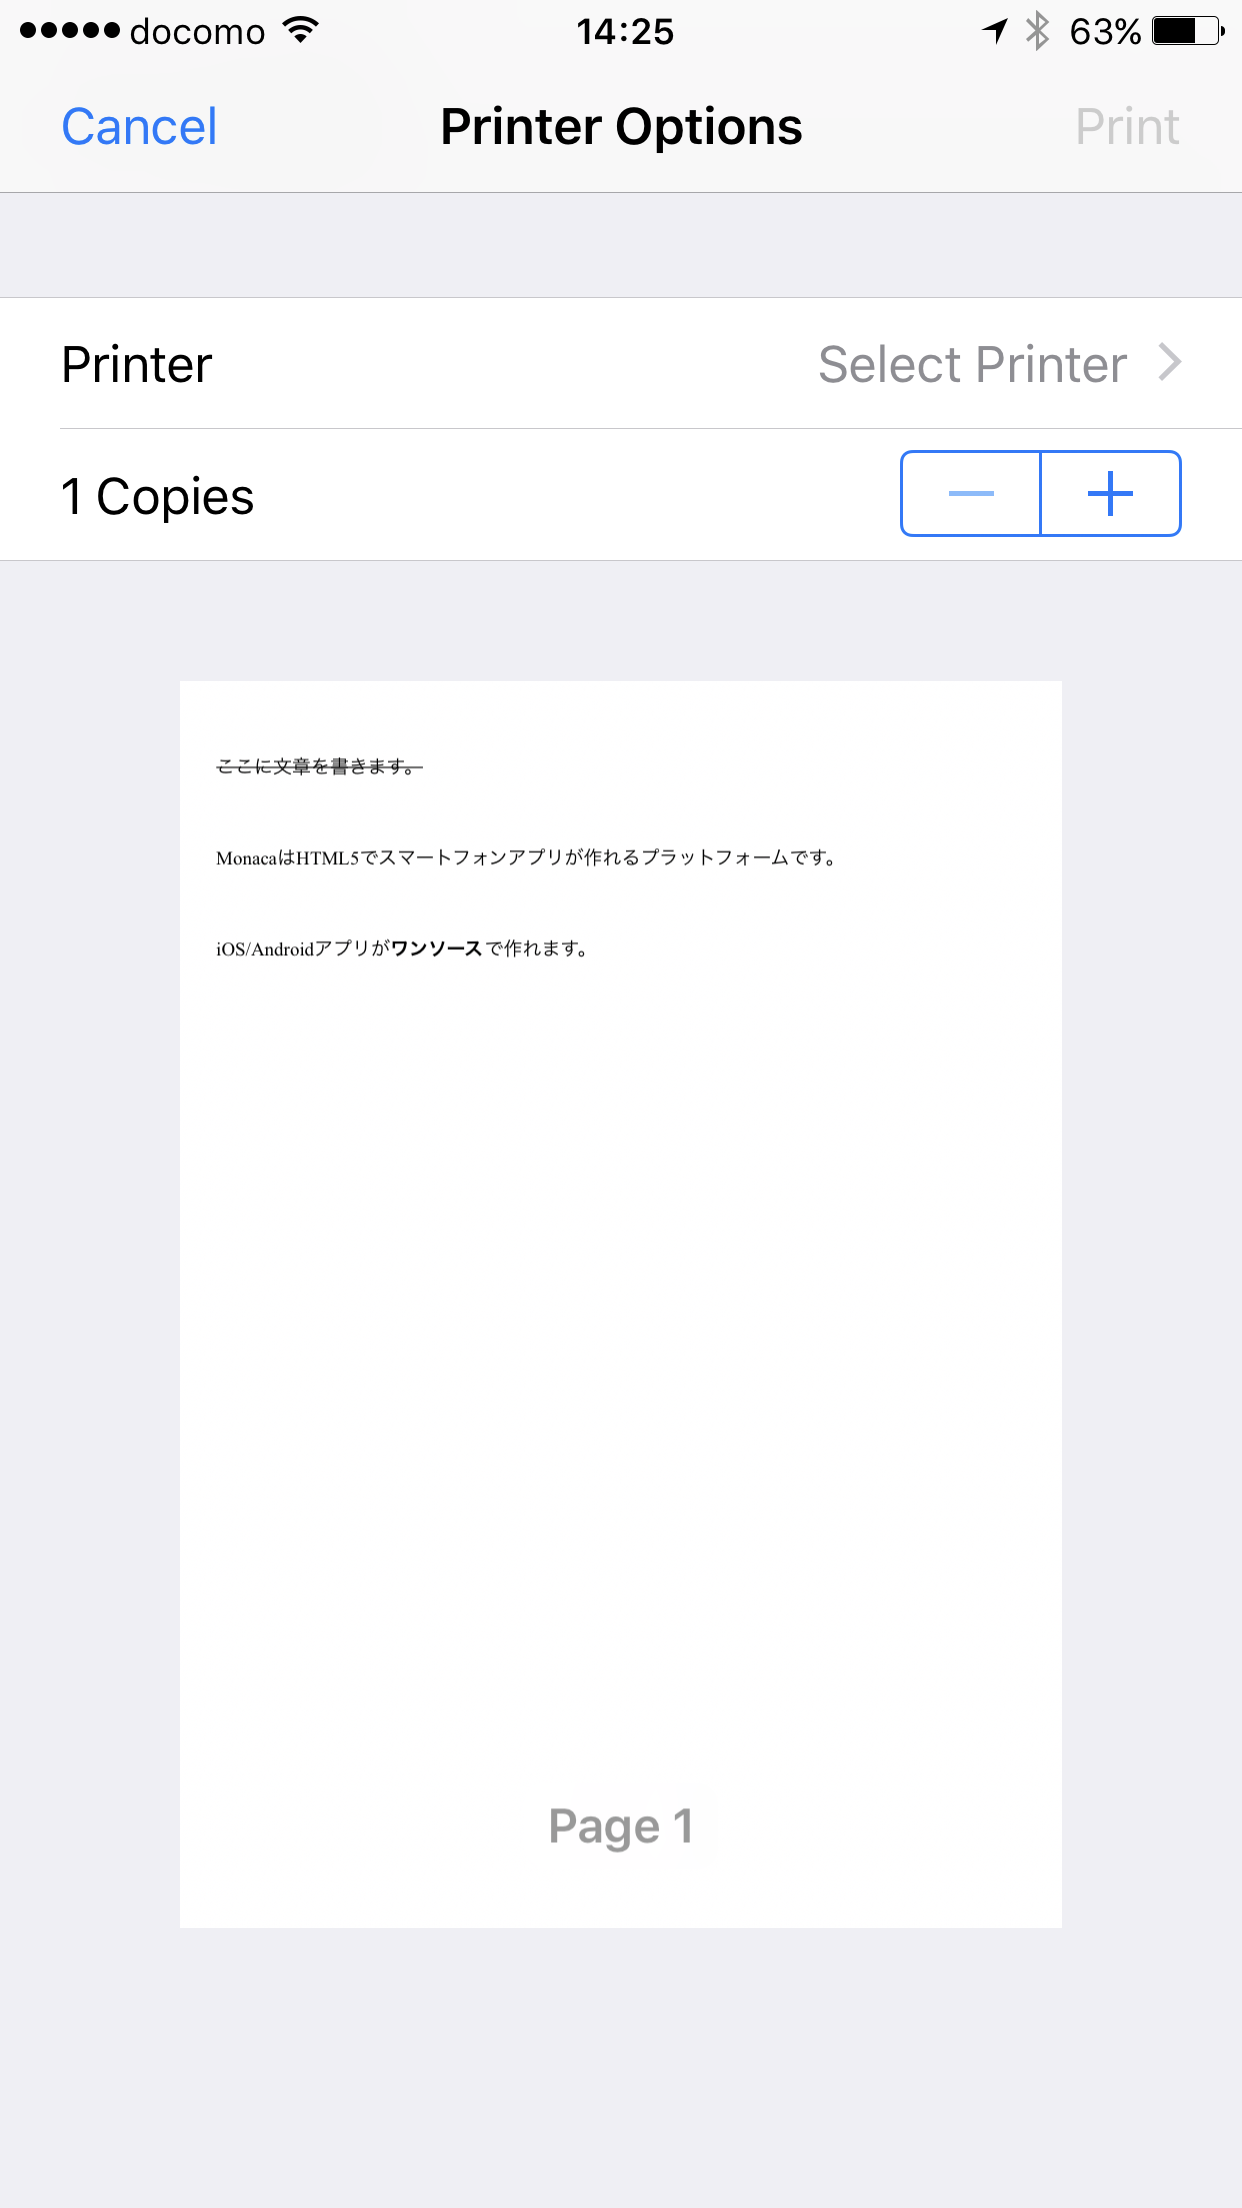 docomo 14:25 63%
Cancel Printer Options Print
Printer Select Printer
1 Copies
ここに文章を書きます。
MonacaはHTML5でスマートフォンアプリが作れるプラットフォームです。
iOS/Androidアプリがワンソースで作れます。
Page 1